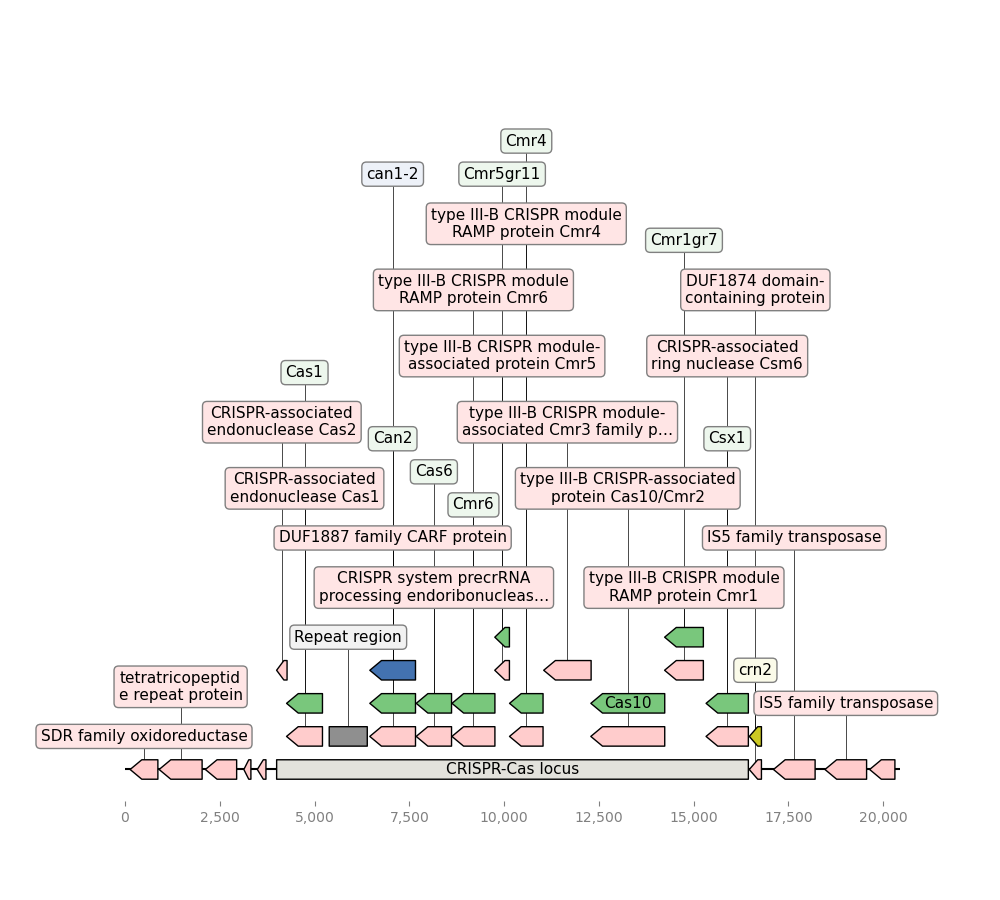 Cmr4
can1-2
Cmr5gr11
type III-B CRISPR module
RAMP protein Cmr4
Cmr1gr7
type III-B CRISPR module
RAMP protein Cmr6
DUF1874 domain-
containing protein
type III-B CRISPR module-
associated protein Cmr5
CRISPR-associated
ring nuclease Csm6
Cas1
CRISPR-associated
endonuclease Cas2
type III-B CRISPR module-
associated Cmr3 family p…
Can2
Csx1
Cas6
CRISPR-associated
endonuclease Cas1
type III-B CRISPR-associated
protein Cas10/Cmr2
Cmr6
DUF1887 family CARF protein
IS5 family transposase
CRISPR system precrRNA
processing endoribonucleas…
type III-B CRISPR module
RAMP protein Cmr1
Repeat region
crn2
tetratricopeptid
e repeat protein
Cas10
IS5 family transposase
SDR family oxidoreductase
CRISPR-Cas locus
0
2,500
5,000
7,500
10,000
12,500
15,000
17,500
20,000